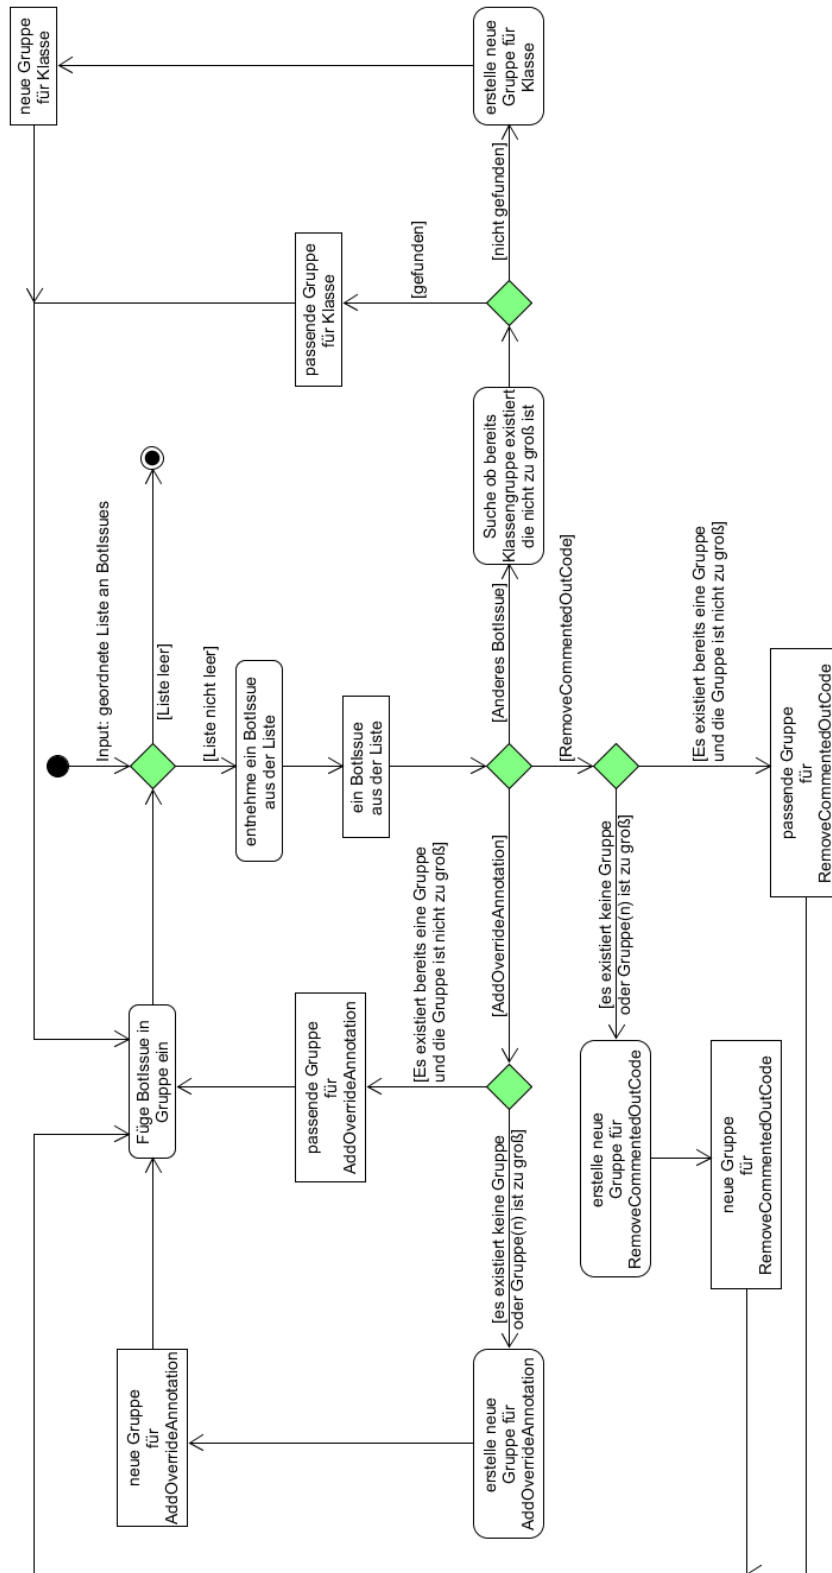 neue Gruppe
für Klasse
erstelle neue
Gruppe für
Klasse
[nicht gefunden]
passende Gruppe
für Klasse
[gefunden]
Suche ob bereits
Klassengruppe existiert
die nicht zu groß ist
Input: geordnete Liste an BotIssues
[Liste leer]
[Liste nicht leer]
entnehme ein BotIssue
aus der Liste
ein BotIssue
aus der Liste
[Anderes BotIssue]
[RemoveCommentedOutCode]
[Es existiert bereits eine Gruppe
und die Gruppe ist nicht zu groß]
passende Gruppe
für
RemoveCommentedOutCode
[AddOverrideAnnotation]
[Es existiert bereits eine Gruppe
und die Gruppe ist nicht zu groß]
[es existiert keine Gruppe
oder Gruppe(n) ist zu groß]
Füge BotIssue in
Gruppe ein
passende Gruppe
für
AddOverrideAnnotation
erstelle neue
Gruppe für
RemoveCommentedOutCode
neue Gruppe
für
RemoveCommentedOutCode
[es existiert keine Gruppe
oder Gruppe(n) ist zu groß]
neue Gruppe
für
AddOverrideAnnotation
erstelle neue
Gruppe für
AddOverrideAnnotation